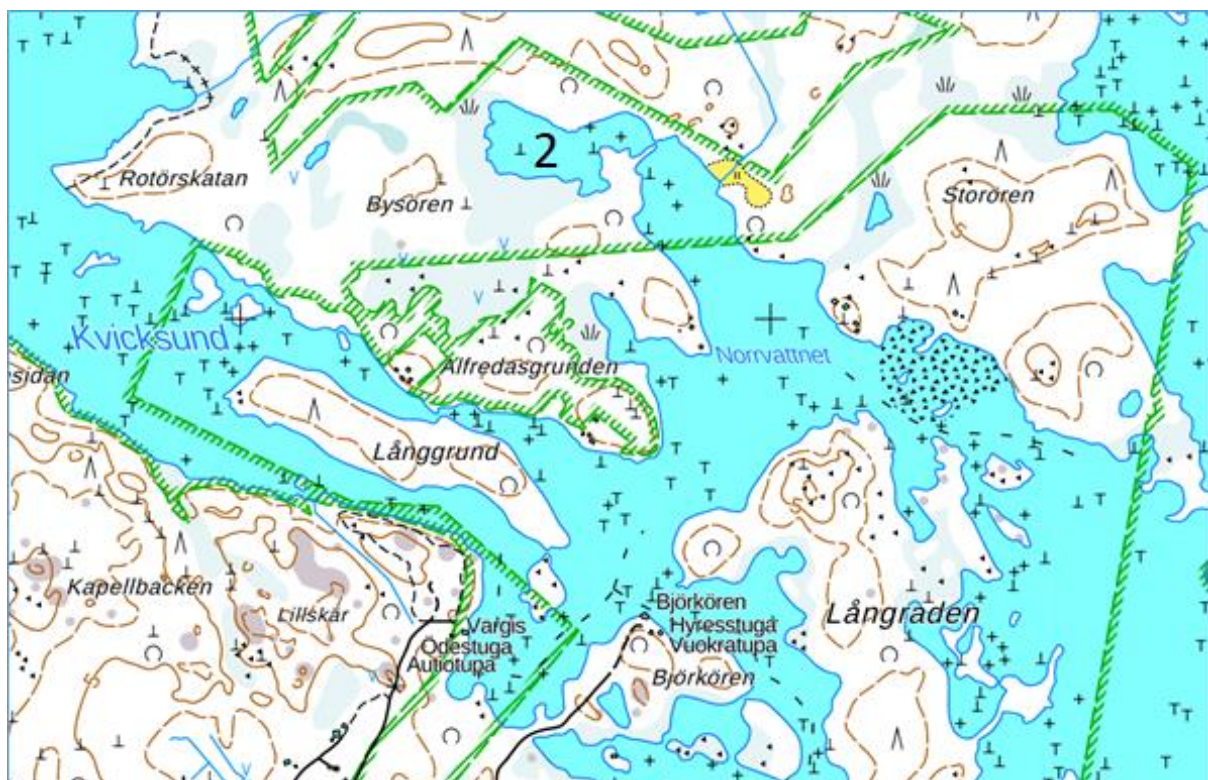 2
Rotörskatan
Bysören
Storören
Kvicksund
Norrvattnet
sidan
Alfredasgrunden
Långgrund
Kapellbacken
Lillskär
Björkören
Hyresstuga
Vuokratupa
Långraden
Vargis
Ödestuga
Autiotupa
Björkören